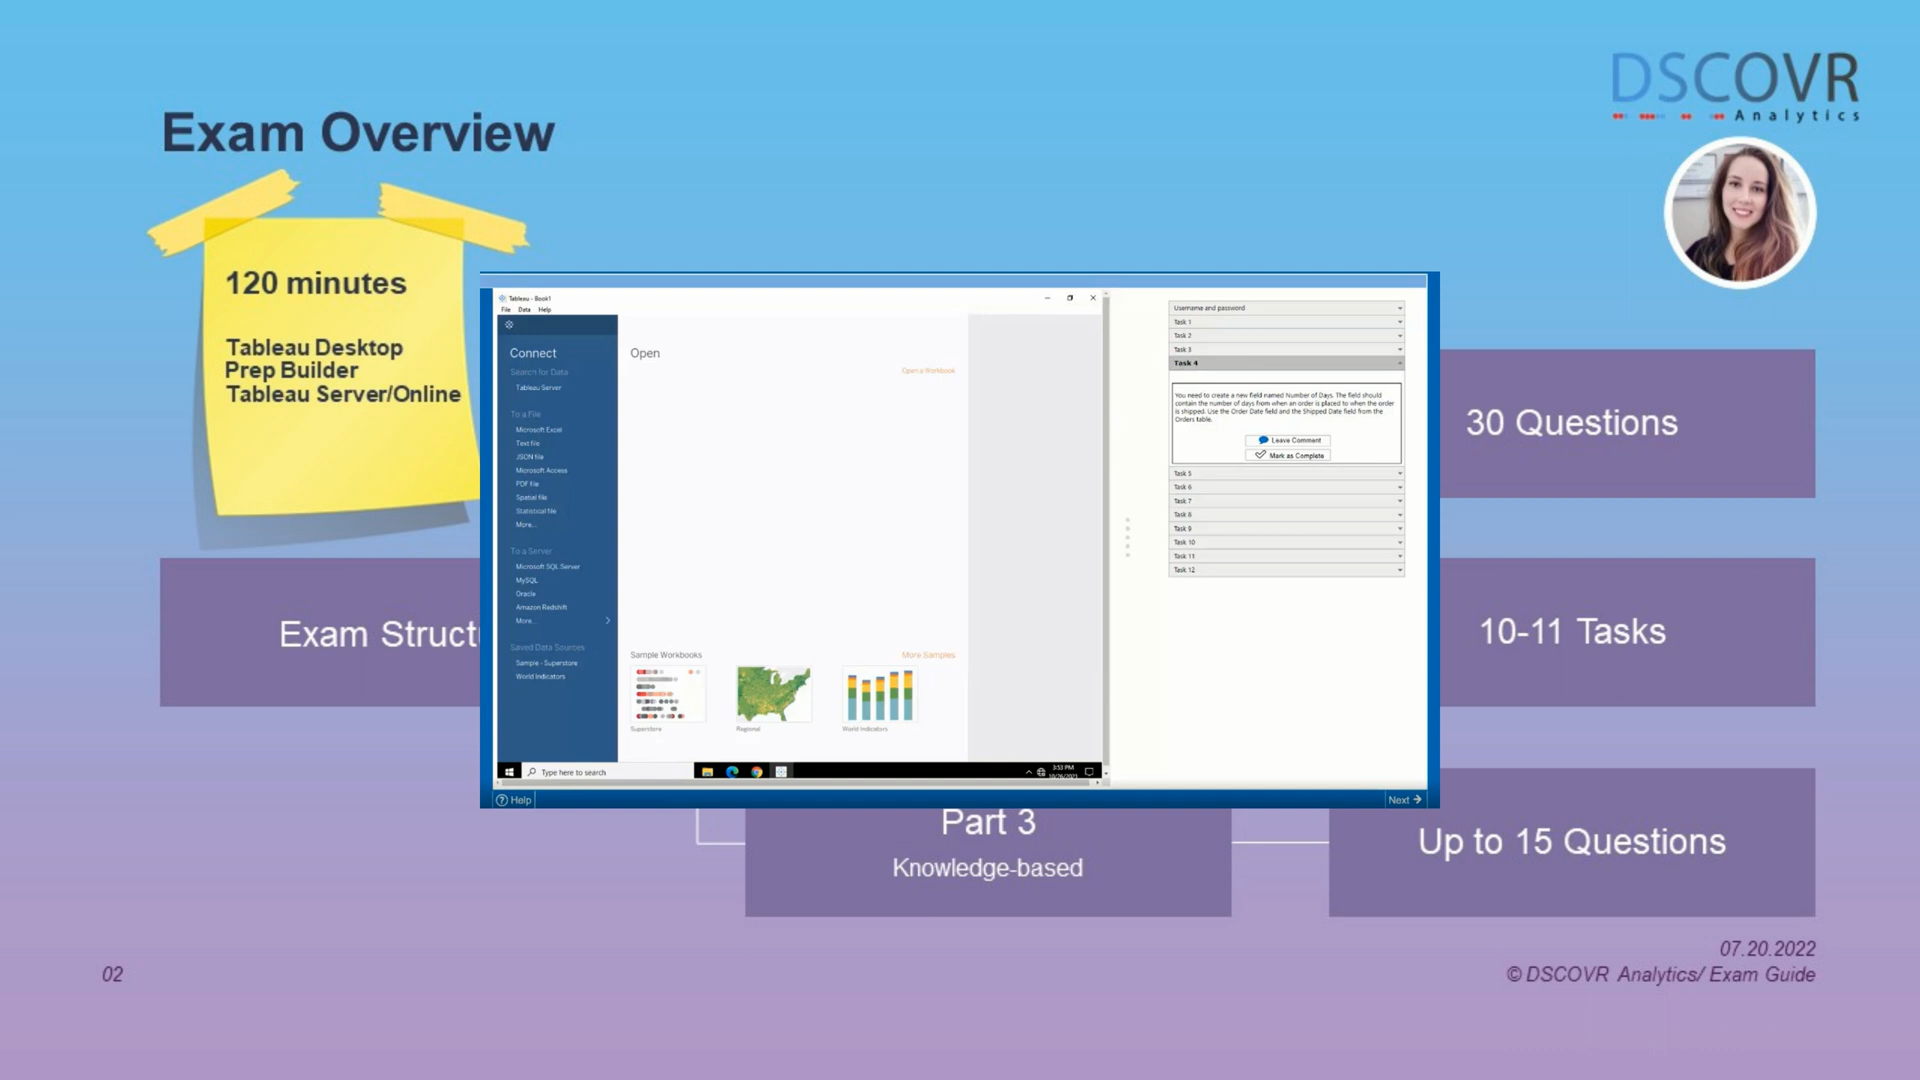 DSCOVR
Analytics
Exam Overview
120 minutes
Tableau Desktop
Prep Builder
Tableau Server/Online
Exam Struct
30 Questions
10-11 Tasks
Up to 15 Questions
Part 3
Knowledge-based
Tableau - Book1
File Data Help
Connect
Search for Data
Tableau Server
To a File
Microsoft Excel
Text file
JSON file
Microsoft Access
PDF file
Spatial file
Statistical file
More...
To a Server
Microsoft SQL Server
MySQL
Oracle
Amazon Redshift
More...
Saved Data Sources
Sample - Superstore
World Indicators
Open
Open a Workbook
Sample Workbooks
More Samples
Superstore
Regional
World Indicators
Type here to search
3:53 PM
10/26/2021
Username and password
Task 1
Task 2
Task 3
Task 4
You need to create a new field named Number of Days. The field should
contain the number of days from when an order is placed to when the order
is shipped. Use the Order Date field and the Shipped Date field from the
Orders table.
Leave Comment
Mark as Complete
Task 5
Task 6
Task 7
Task 8
Task 9
Task 10
Task 11
Task 12
Help
Next
02
07.20.2022
© DSCOVR Analytics/ Exam Guide